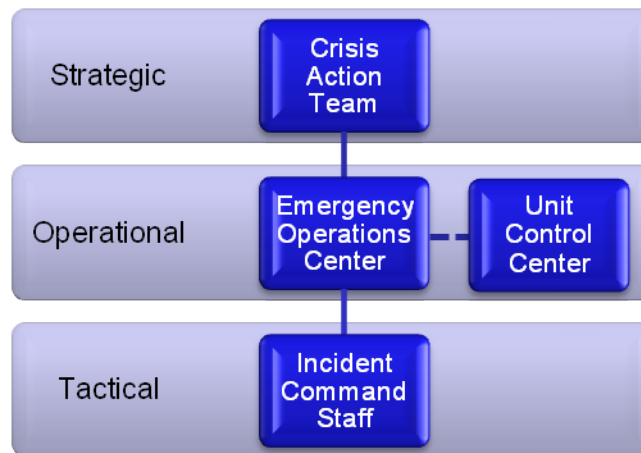 Strategic
Crisis
Action
Team
Operational
Emergency
Operations
Center
Unit
Control
Center
Tactical
Incident
Command
Staff